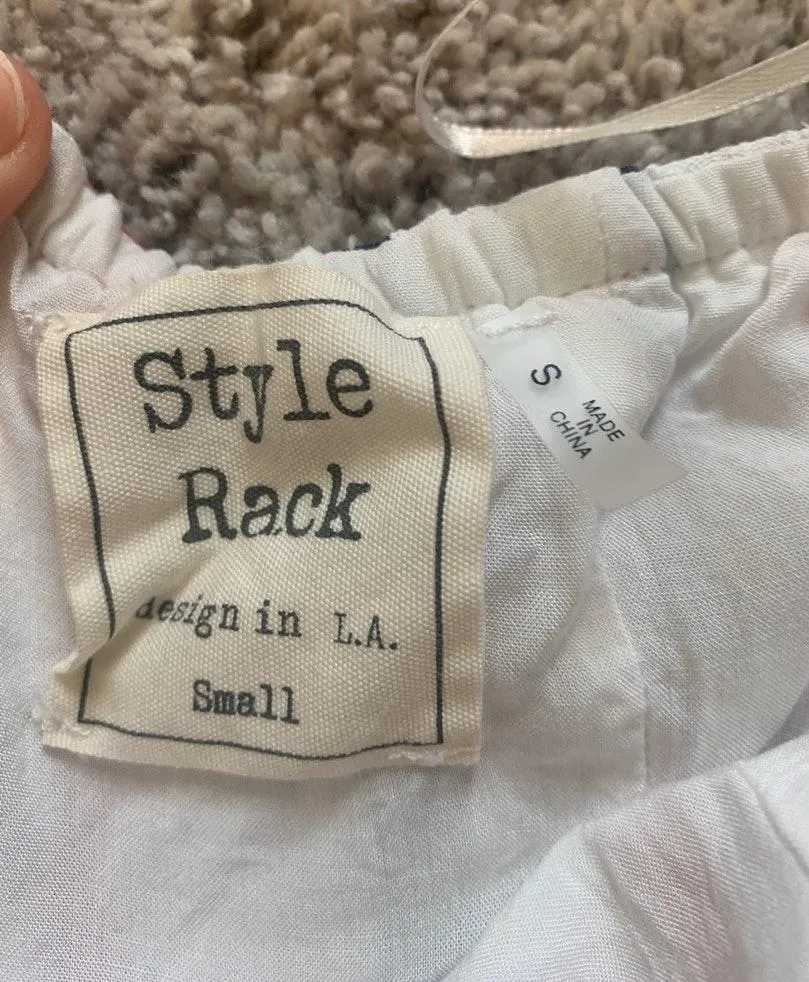 Style
Rack
design in L.A.
Small
S
MADE
IN
CHINA